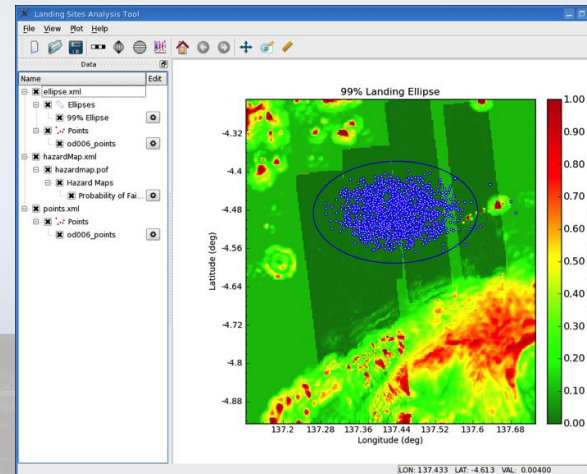 Landing Sites Analysis Tool
File View Plot Help
Data
Name Edit
ellipse.xml
Ellipses
99% Ellipse
Points
od006_points
hazardMap.xml
hazardmap.pof
Hazard Maps
Probability of Fai...
points.xml
Points
od006_points
99% Landing Ellipse
-4.32
-4.4
-4.48
-4.56
-4.64
-4.72
-4.8
-4.88
Latitude (deg)
137.2 137.28 137.36 137.44 137.52 137.6 137.68
Longitude (deg)
1.00
0.90
0.80
0.70
0.60
0.50
0.40
0.30
0.20
0.10
0.00
LON: 137.433 LAT: -4.613 VAL: 0.00400